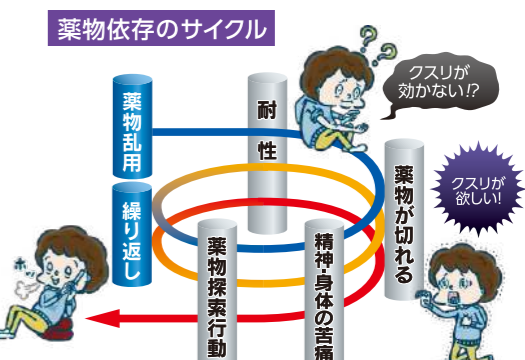 薬物依存のサイクル
クスリが
効かない!?
薬物乱用
耐性
薬物が切れる
クスリが
欲しい!
繰り返し
ホッ
薬物探索行動
精神・身体の苦痛